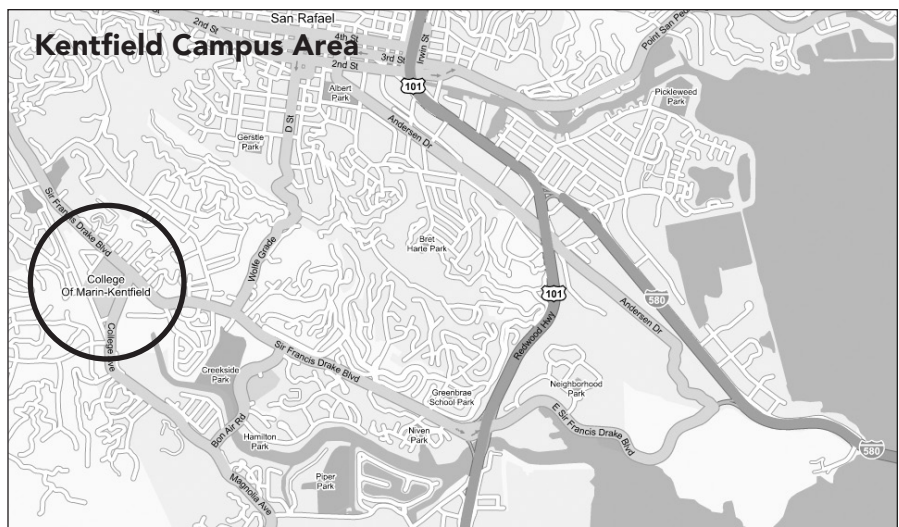 San Rafael
Kentfield Campus Area
2nd St
4th St
3rd St
2nd St
Irwin St
Point San Ped
101
Albert
Park
Pickleweed
Park
D St
Andersen Dr
Gerstle
Park
Sir Francis Drake Blvd
Bret
Harte Park
Wolfe Grade
College
Of Marin-Kentfield
101
580
Andersen Dr
Redwood Hwy
College Ave
Sir Francis Drake Blvd
Creekside
Park
Neighborhood
Park
Greenbrae
School Park
Bon Air Rd
Niven
Park
E Sir Francis Drake Blvd
Hamilton
Park
580
Piper
Park
Magnolia Ave